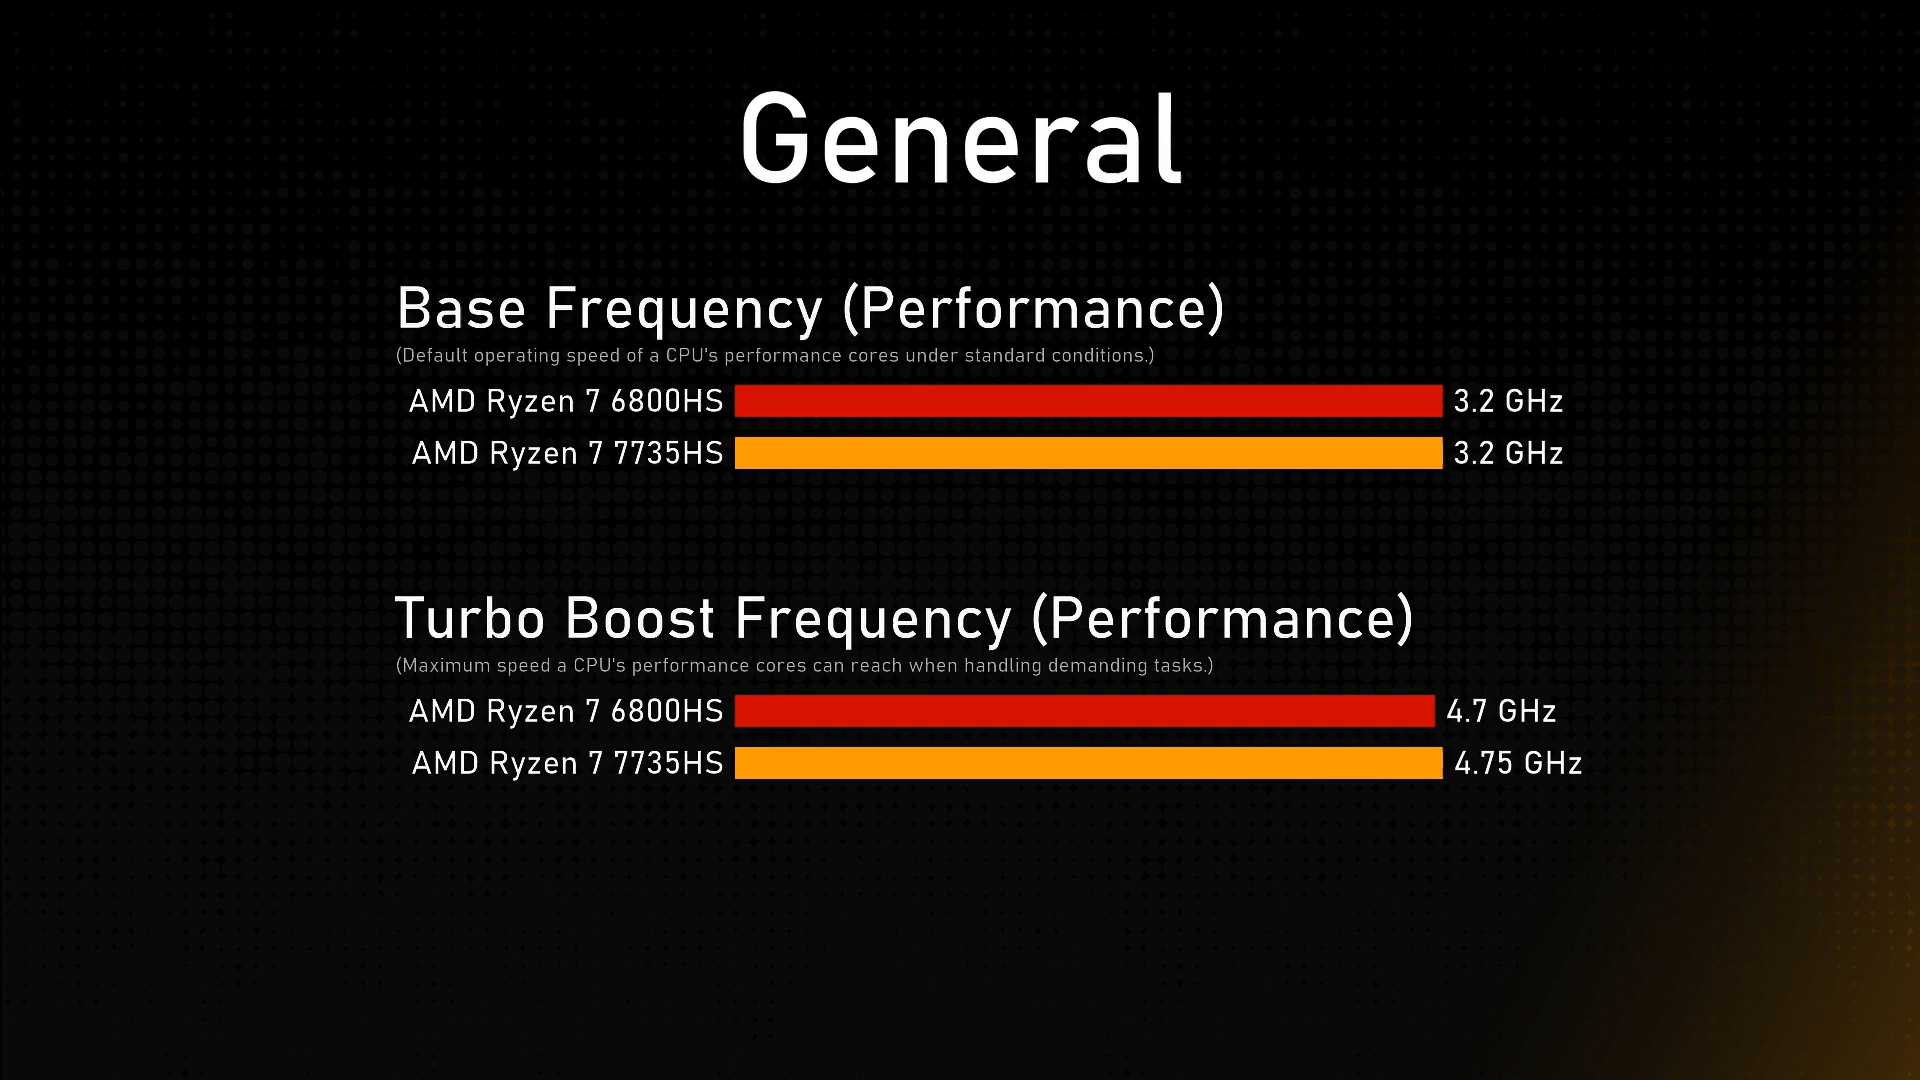 General
Base Frequency (Performance)
(Default operating speed of a CPU's performance cores under standard conditions.)
AMD Ryzen 7 6800HS 3.2 GHz
AMD Ryzen 7 7735HS 3.2 GHz
Turbo Boost Frequency (Performance)
(Maximum speed a CPU's performance cores can reach when handling demanding tasks.)
AMD Ryzen 7 6800HS 4.7 GHz
AMD Ryzen 7 7735HS 4.75 GHz